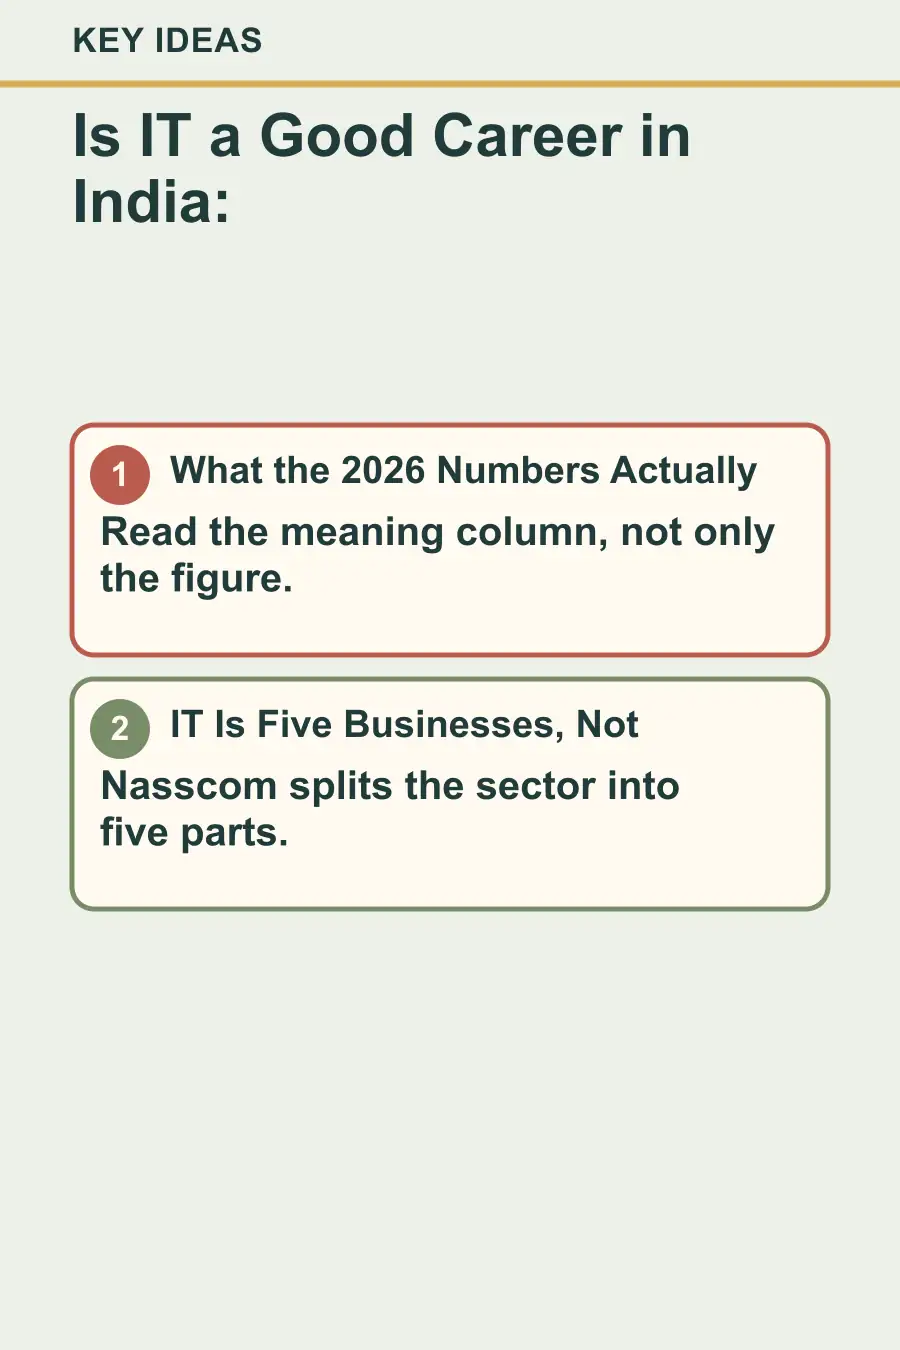 KEY IDEAS
Is IT a Good Career in
India:
1 What the 2026 Numbers Actually
Read the meaning column, not only
the figure.
2 IT Is Five Businesses, Not
Nasscom splits the sector into
five parts.